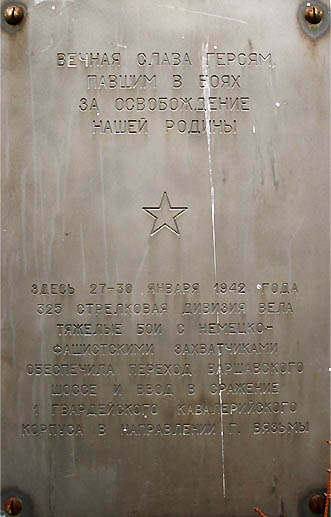 ВЕЧНАЯ СЛАВА ГЕРОЯМ,
ПАВШИМ В БОЯХ
ЗА ОСВОБОЖДЕНИЕ
НАШЕЙ РОДИНЫ
ЗДЕСЬ 27-30 ЯНВАРЯ 1942 ГОДА
325 СТРЕЛКОВАЯ ДИВИЗИЯ ВЕЛА
ТЯЖЕЛЫЕ БОИ С НЕМЕЦКО-
ФАШИСТСКИМИ ЗАХВАТЧИКАМИ
ОБЕСПЕЧИЛА ПЕРЕХОД ВАРШАВСКОГО
ШОССЕ И ВВОД В СРАЖЕНИЕ
1 ГВАРДЕЙСКОГО КАВАЛЕРИЙСКОГО
КОРПУСА В НАПРАВЛЕНИИ Г. ВЯЗЬМЫ